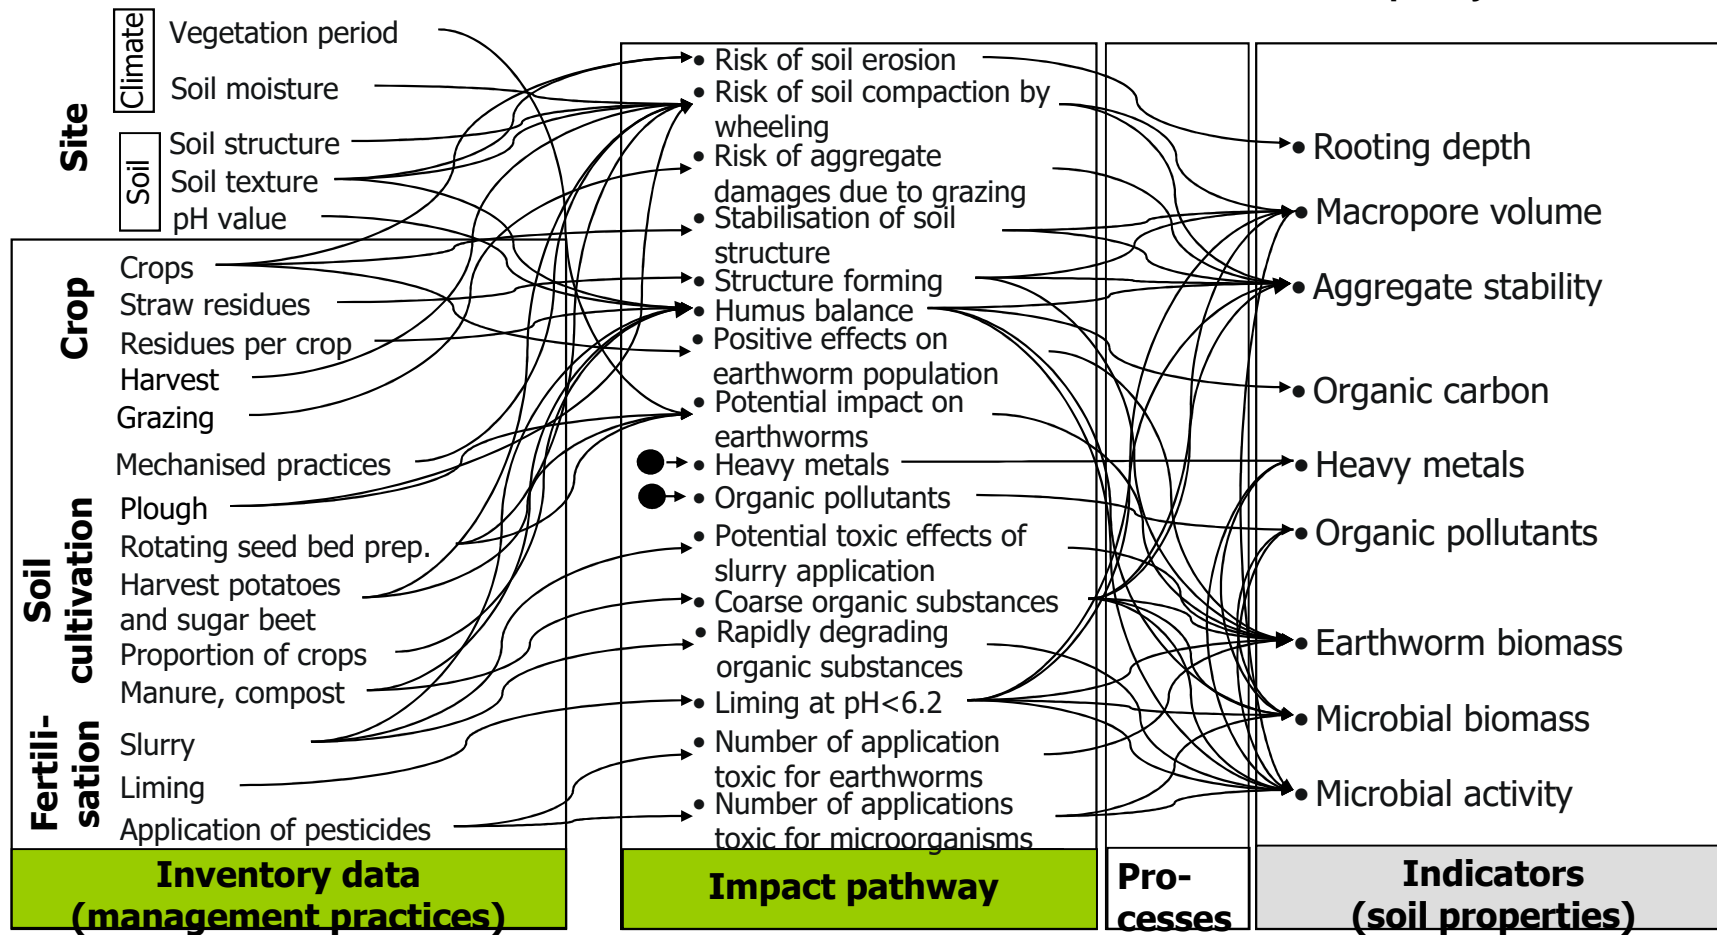 Climate
Vegetation period
Soil moisture
Site
Soil
Soil structure
Soil texture
pH value
Crop
Crops
Straw residues
Residues per crop
Harvest
Grazing
Soil
cultivation
Mechanised practices
Plough
Rotating seed bed prep.
Harvest potatoes
and sugar beet
Proportion of crops
Fertili-
sation
Manure, compost
Slurry
Liming
Application of pesticides
Inventory data
(management practices)
• Risk of soil erosion
• Risk of soil compaction by
wheeling
• Risk of aggregate
damages due to grazing
• Stabilisation of soil
structure
• Structure forming
• Humus balance
• Positive effects on
earthworm population
• Potential impact on
earthworms
• Heavy metals
• Organic pollutants
• Potential toxic effects of
slurry application
• Coarse organic substances
• Rapidly degrading
organic substances
• Liming at pH<6.2
• Number of application
toxic for earthworms
• Number of applications
toxic for microorganisms
Impact pathway
Pro-
cesses
• Rooting depth
• Macropore volume
• Aggregate stability
• Organic carbon
• Heavy metals
• Organic pollutants
• Earthworm biomass
• Microbial biomass
• Microbial activity
Indicators
(soil properties)